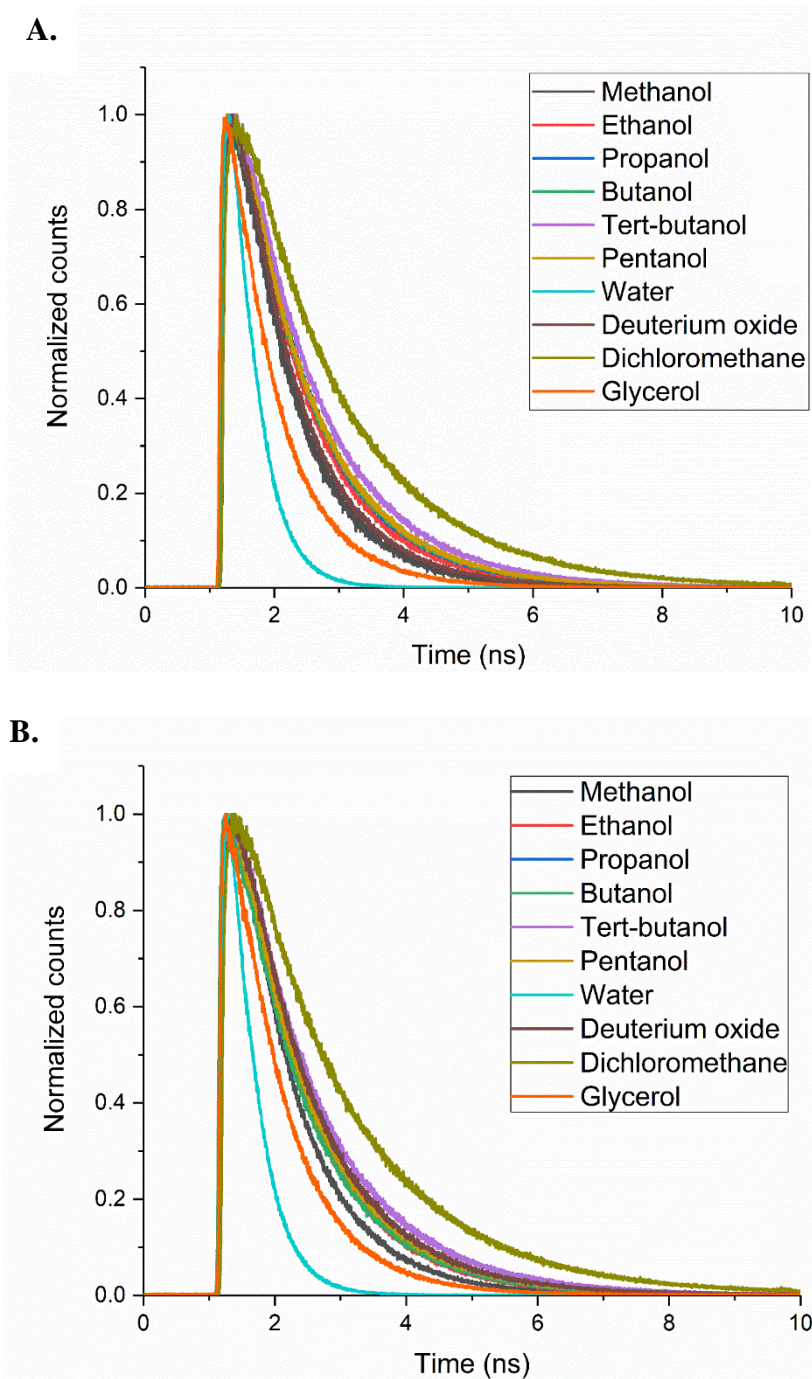 A.
Normalized counts
1.0
0.8
0.6
0.4
0.2
0.0
Methanol
Ethanol
Propanol
Butanol
Tert-butanol
Pentanol
Water
Deuterium oxide
Dichloromethane
Glycerol
0 2 4 6 8 10
Time (ns)
B.
Normalized counts
1.0
0.8
0.6
0.4
0.2
0.0
Methanol
Ethanol
Propanol
Butanol
Tert-butanol
Pentanol
Water
Deuterium oxide
Dichloromethane
Glycerol
0 2 4 6 8 10
Time (ns)